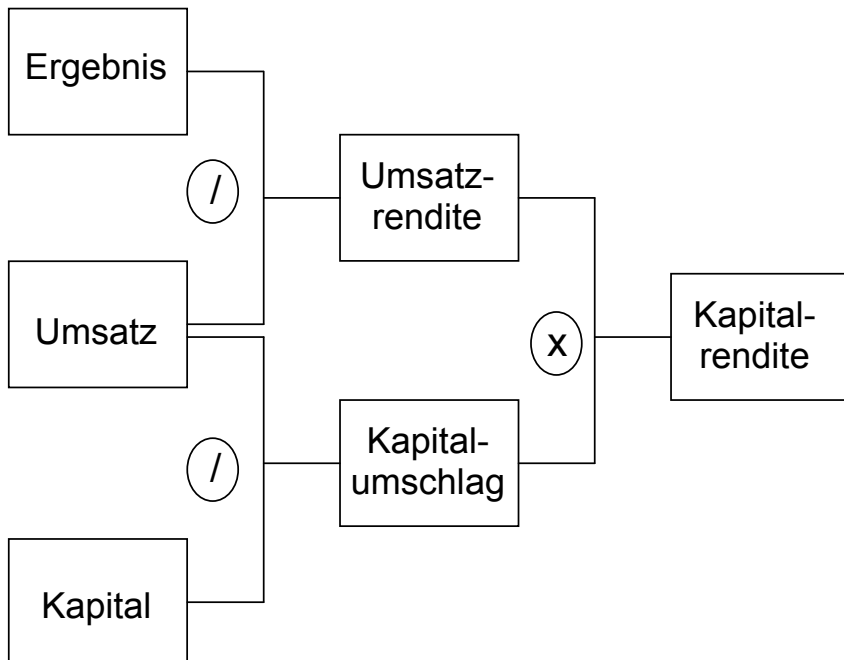 Ergebnis
/
Umsatz-
rendite
Umsatz
x
Kapital-
rendite
/
Kapital-
umschlag
Kapital